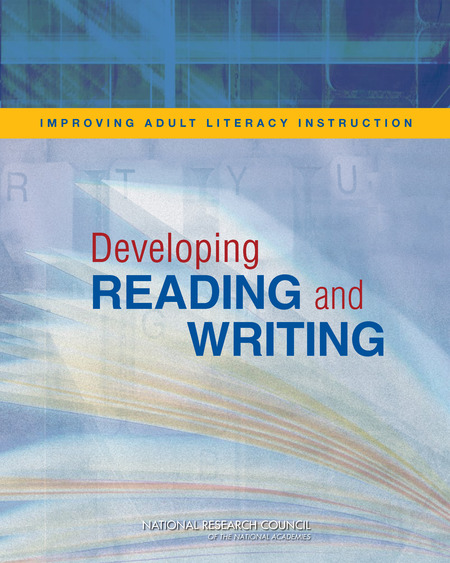 IMPROVING ADULT LITERACY INSTRUCTION
R T Y U
Developing
READING and
WRITING
G
NATIONAL RESEARCH COUNCIL
OF THE NATIONAL ACADEMIES